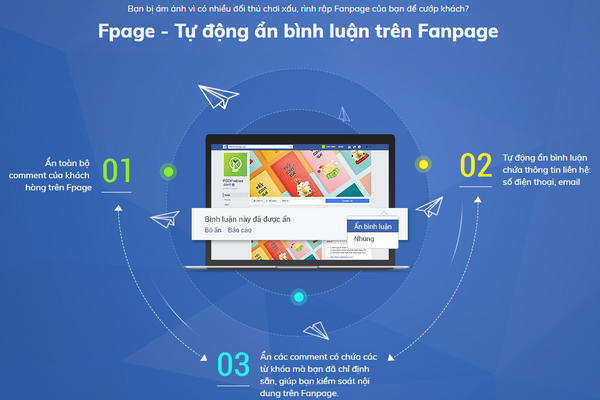 Bạn bị ám ảnh vì có nhiều đối thủ chơi xấu, rình rập Fanpage của bạn để cướp khách?
Fpage - Tự động ẩn bình luận trên Fanpage
Ẩn toàn bộ
comment của khách
hàng trên Fpage
01
02
Tự động ẩn bình luận
chứa thông tin liên hệ:
số điện thoại, email
Bình luận này đã được ẩn
Bỏ ẩn Báo cáo
Ẩn bình luận
Nhúng
03
Ẩn các comment có chứa các
từ khóa mà bạn đã chỉ định
sẵn, giúp bạn kiểm soát nội
dung trên Fanpage.